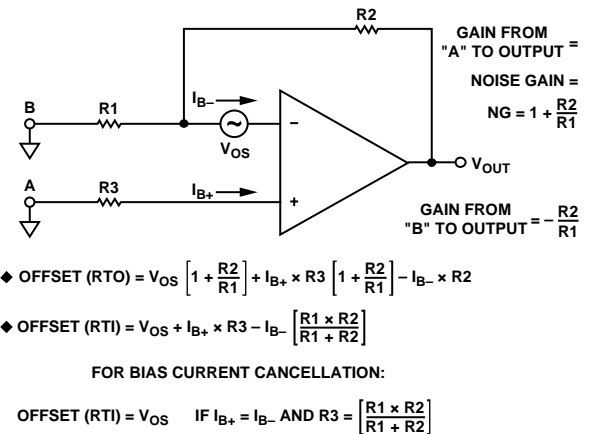 R2
GAIN FROM
"A" TO OUTPUT =
NOISE GAIN =
NG = 1 + R2/R1
B
R1
I_B–
–
~
V_OS
V_OUT
A
R3
I_B+
+
GAIN FROM
"B" TO OUTPUT = – R2/R1
◆ OFFSET (RTO) = V_OS [1 + R2/R1] + I_B+ × R3 [1 + R2/R1] – I_B– × R2
◆ OFFSET (RTI) = V_OS + I_B+ × R3 – I_B– [R1 × R2/R1 + R2]
FOR BIAS CURRENT CANCELLATION:
OFFSET (RTI) = V_OS IF I_B+ = I_B– AND R3 = [R1 × R2/R1 + R2]